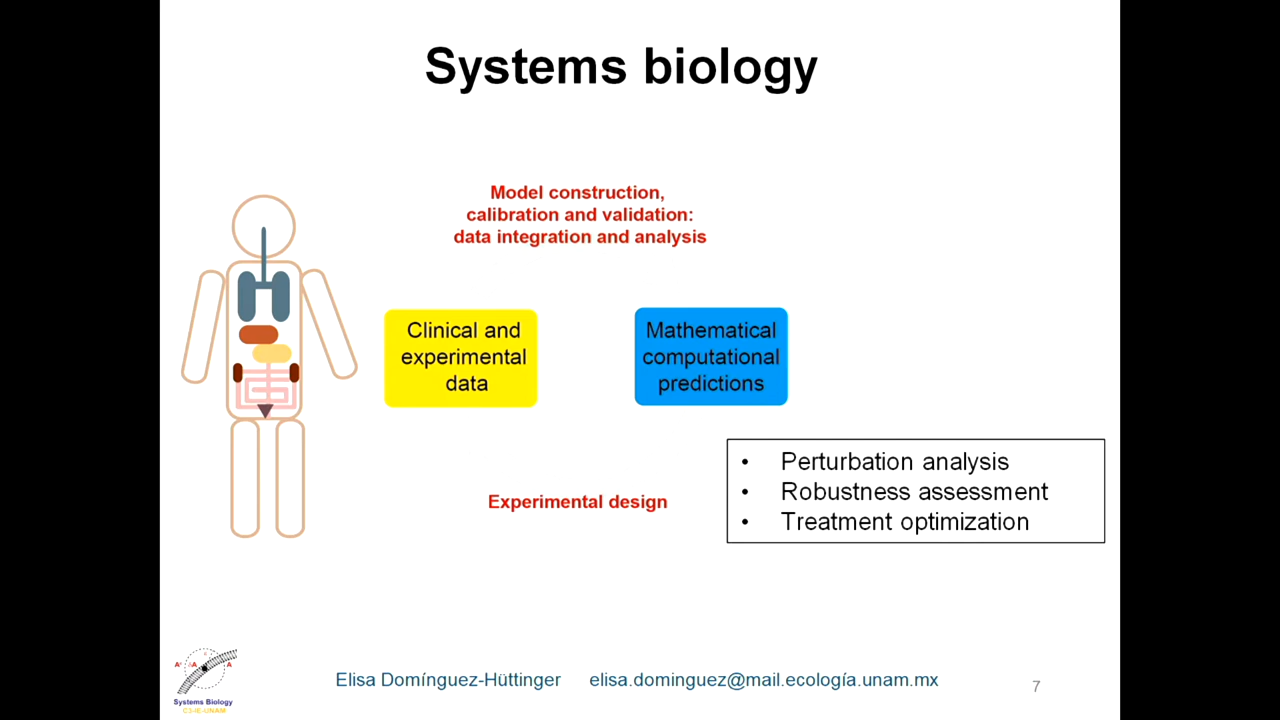 Systems biology
Model construction,
calibration and validation:
data integration and analysis
Clinical and
experimental
data
Mathematical
computational
predictions
• Perturbation analysis
• Robustness assessment
• Treatment optimization
Experimental design
Systems Biology
C3-IE-UNAM
Elisa Domínguez-Hüttinger elisa.dominguez@mail.ecología.unam.mx
7